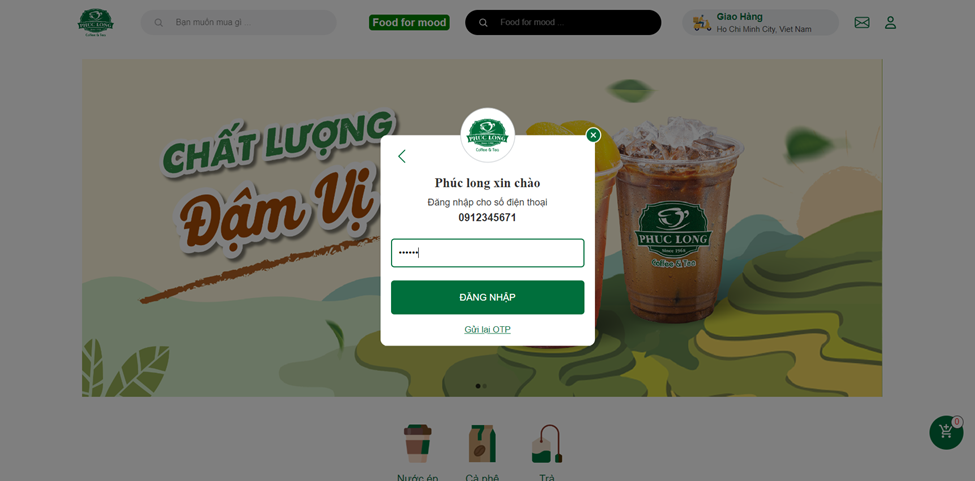 PHUC LONG
Coffee & Tea
Bạn muốn mua gì ...
Food for mood
Food for mood ...
Giao Hàng
Ho Chi Minh City, Viet Nam
CHẤT LƯỢNG
Đậm Vị
PHUC LONG
Coffee & Tea
Phúc long xin chào
Đăng nhập cho số điện thoại
0912345671
••••••
ĐĂNG NHẬP
Gửi lại OTP
PHUC LONG
Since 1968
Coffee & Tea
0
Nước ép
Cà phê
Trà